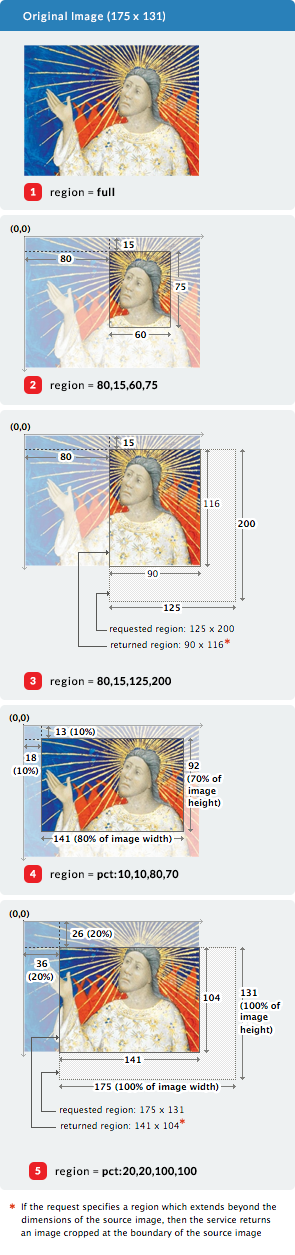 Original Image (175 x 131)
1 region = full
(0,0)
15
80
75
60
2 region = 80,15,60,75
(0,0)
15
80
116
200
90
125
requested region: 125 x 200
returned region: 90 x 116*
3 region = 80,15,125,200
(0,0)
13 (10%)
18
(10%)
92
(70% of
image
height)
141 (80% of image width)
4 region = pct:10,10,80,70
(0,0)
26 (20%)
36
(20%)
104
131
(100% of
image
height)
141
175 (100% of image width)
requested region: 175 x 131
returned region: 141 x 104*
5 region = pct:20,20,100,100
* If the request specifies a region which extends beyond the
dimensions of the source image, then the service returns
an image cropped at the boundary of the source image